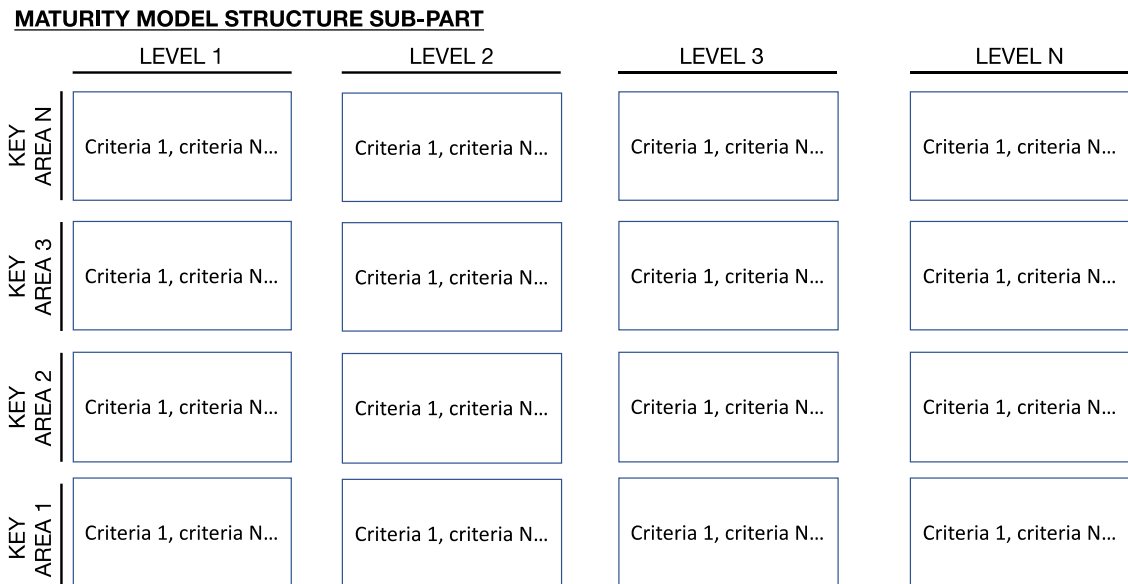 MATURITY MODEL STRUCTURE SUB-PART
LEVEL 1 LEVEL 2 LEVEL 3 LEVEL N
KEY
AREA N
Criteria 1, criteria N... Criteria 1, criteria N... Criteria 1, criteria N... Criteria 1, criteria N...
KEY
AREA 3
Criteria 1, criteria N... Criteria 1, criteria N... Criteria 1, criteria N... Criteria 1, criteria N...
KEY
AREA 2
Criteria 1, criteria N... Criteria 1, criteria N... Criteria 1, criteria N... Criteria 1, criteria N...
KEY
AREA 1
Criteria 1, criteria N... Criteria 1, criteria N... Criteria 1, criteria N... Criteria 1, criteria N...